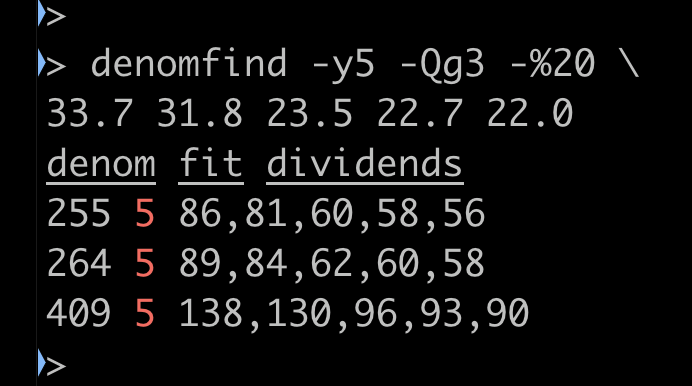 >
> denomfind -y5 -Qg3 -%20 \
33.7 31.8 23.5 22.7 22.0
denom fit dividends
255 5 86,81,60,58,56
264 5 89,84,62,60,58
409 5 138,130,96,93,90
>